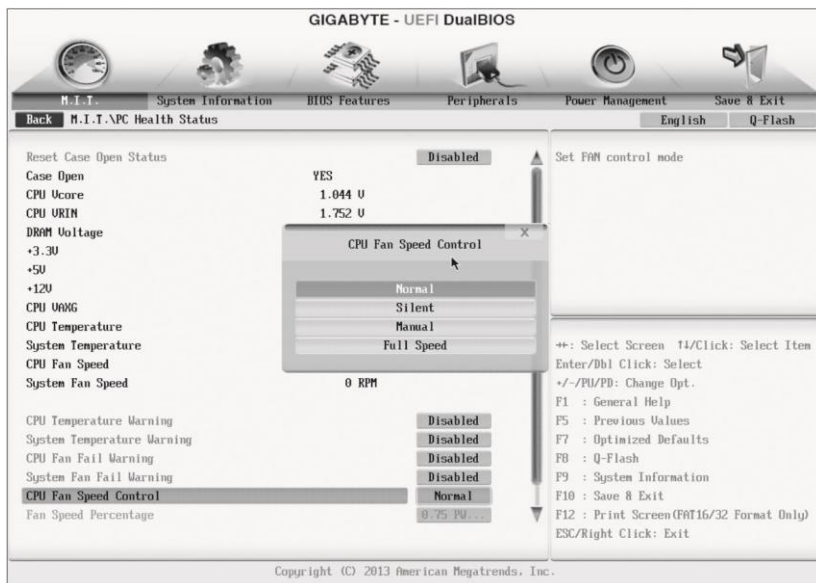 GIGABYTE - UEFI DualBIOS
M.I.T. System Information BIOS Features Peripherals Power Management Save & Exit
Back M.I.T.\PC Health Status English Q-Flash
Reset Case Open Status Disabled
Case Open YES
CPU Vcore 1.044 V
CPU VRIN 1.752 V
DRAM Voltage
+3.3V
+5V
+12V
CPU VAXG
CPU Temperature
System Temperature
CPU Fan Speed
System Fan Speed 0 RPM
CPU Temperature Warning Disabled
System Temperature Warning Disabled
CPU Fan Fail Warning Disabled
System Fan Fail Warning Disabled
CPU Fan Speed Control Normal
Fan Speed Percentage 0.75 PW...
CPU Fan Speed Control X
Normal
Silent
Manual
Full Speed
Set FAN control mode
↔: Select Screen ↑↓/Click: Select Item
Enter/Dbl Click: Select
+/-/PU/PD: Change Opt.
F1 : General Help
F5 : Previous Values
F7 : Optimized Defaults
F8 : Q-Flash
F9 : System Information
F10 : Save & Exit
F12 : Print Screen(FAT16/32 Format Only)
ESC/Right Click: Exit
Copyright (C) 2013 American Megatrends, Inc.